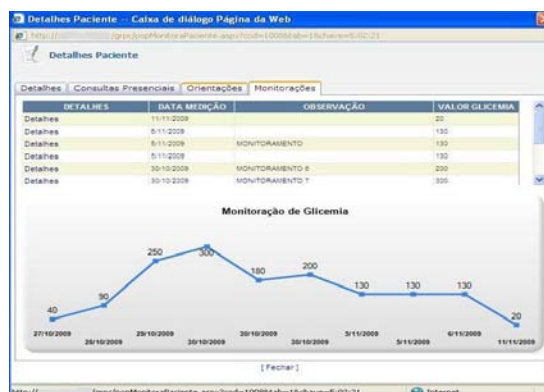 Detalhes Paciente -- Caixa de diálogo Página da Web
Detalhes Paciente
Detalhes Consultas Presenciais Orientações Monitorações
DETALHES DATA MEDIÇÃO OBSERVAÇÃO VALOR GLICEMIA
Detalhes 11/11/2009 20
Detalhes 6/11/2009 130
Detalhes 5/11/2009 MONITORAMENTO 130
Detalhes 5/11/2009 130
Detalhes 30/10/2009 MONITORAMENTO 8 200
Detalhes 30/10/2009 MONITORAMENTO 7 300
Monitoração de Glicemia
40 90 250 300 180 200 130 130 130 20
27/10/2009 28/10/2009 29/10/2009 30/10/2009 30/10/2009 30/10/2009 5/11/2009 5/11/2009 6/11/2009 11/11/2009
[Fechar]
Internet